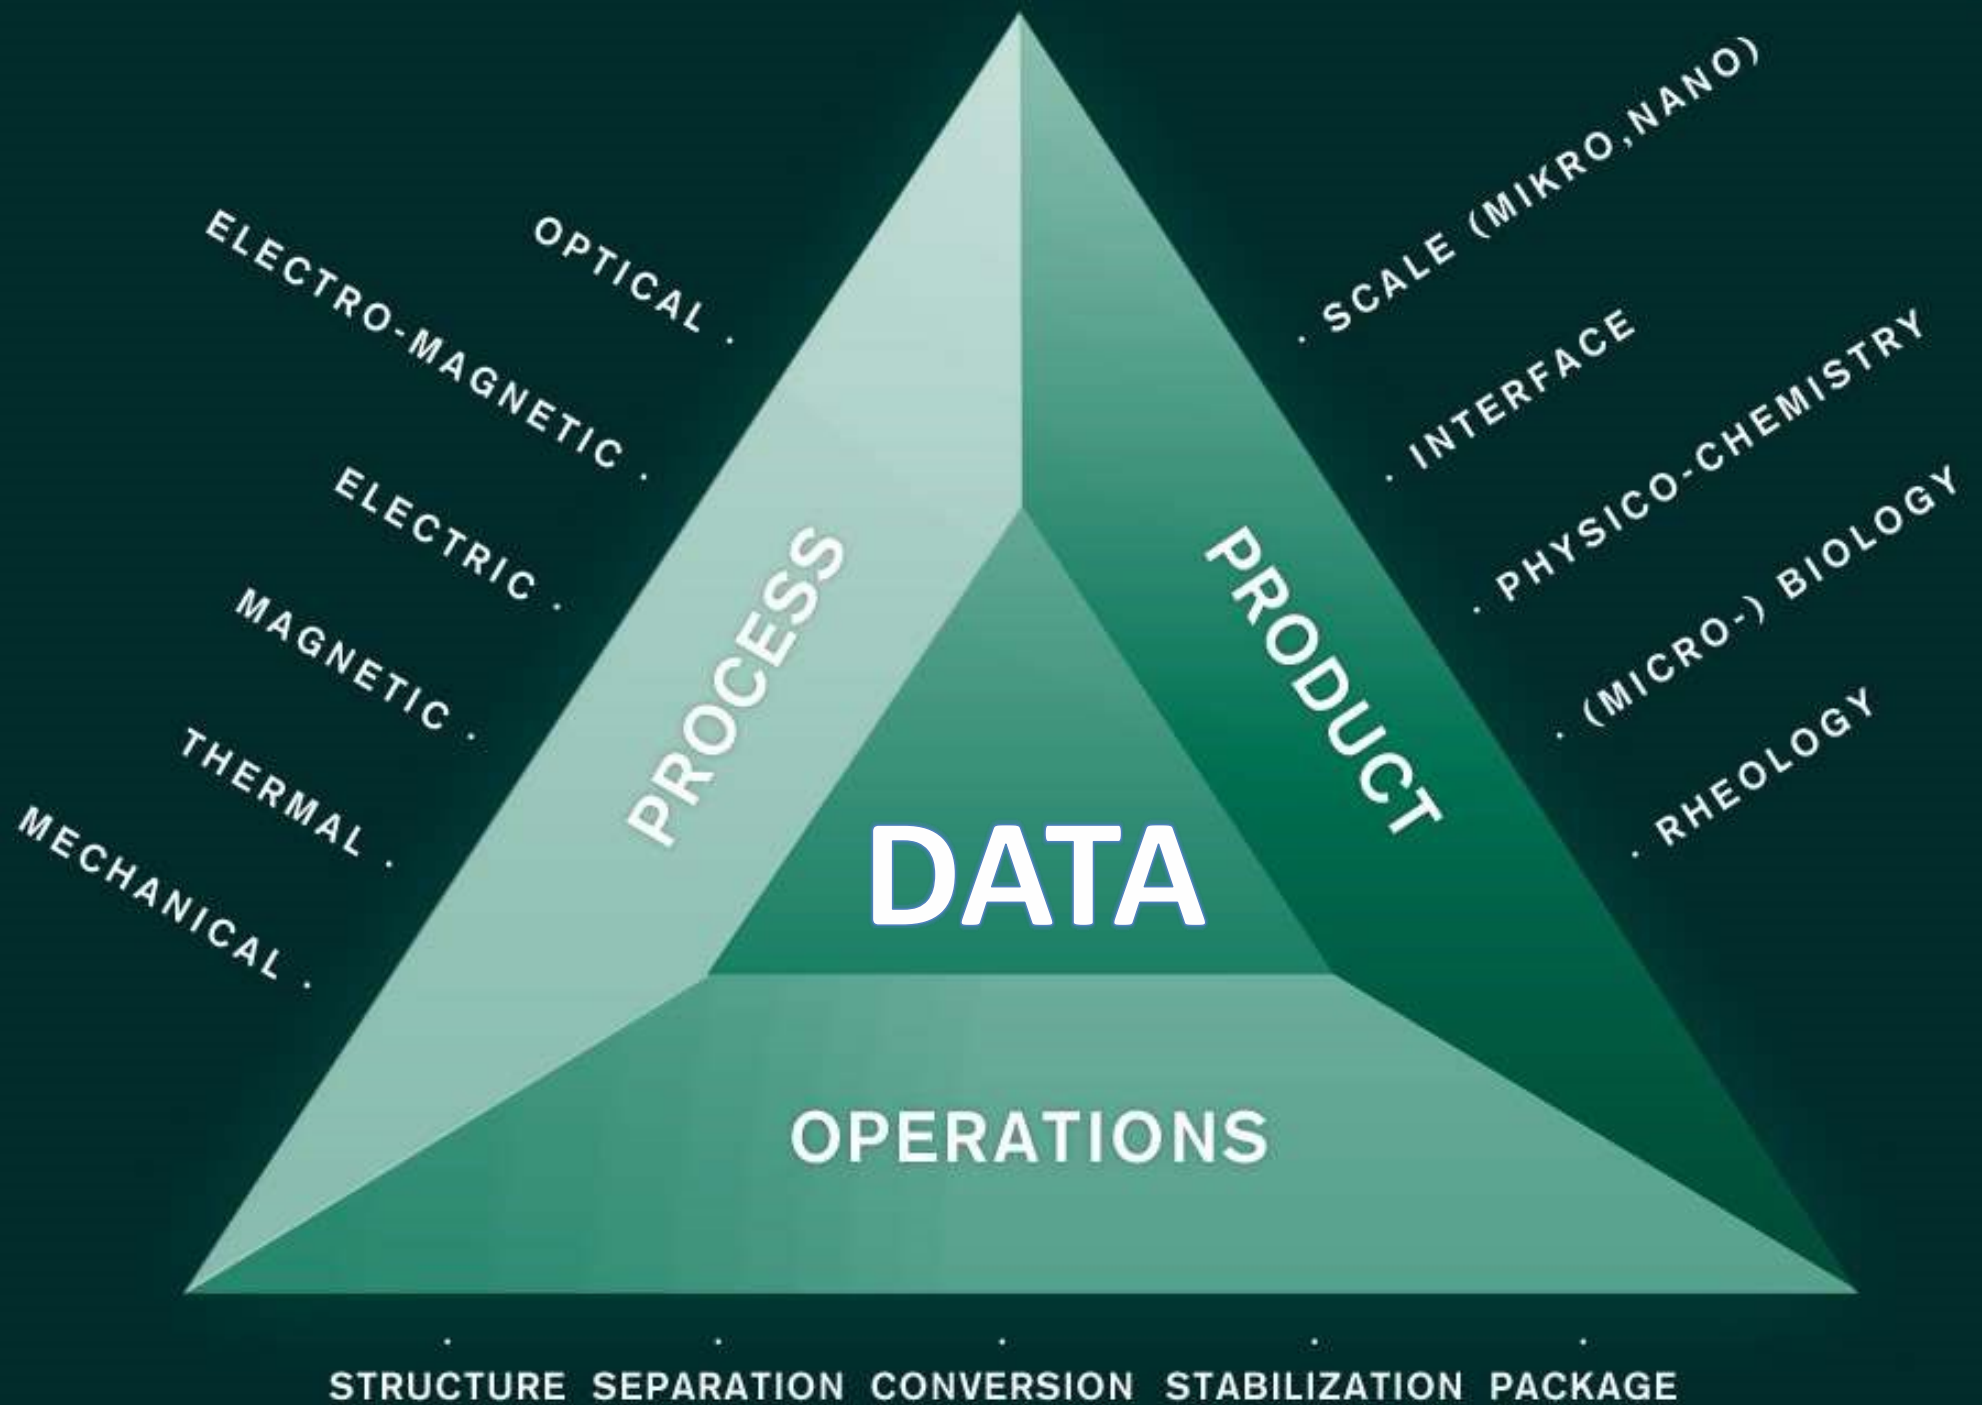 OPTICAL
ELECTRO-MAGNETIC
ELECTRIC
MAGNETIC
THERMAL
MECHANICAL
SCALE (MIKRO,NANO)
INTERFACE
PHYSICO-CHEMISTRY
(MICRO-) BIOLOGY
RHEOLOGY
PROCESS
PRODUCT
DATA
OPERATIONS
STRUCTURE SEPARATION CONVERSION STABILIZATION PACKAGE